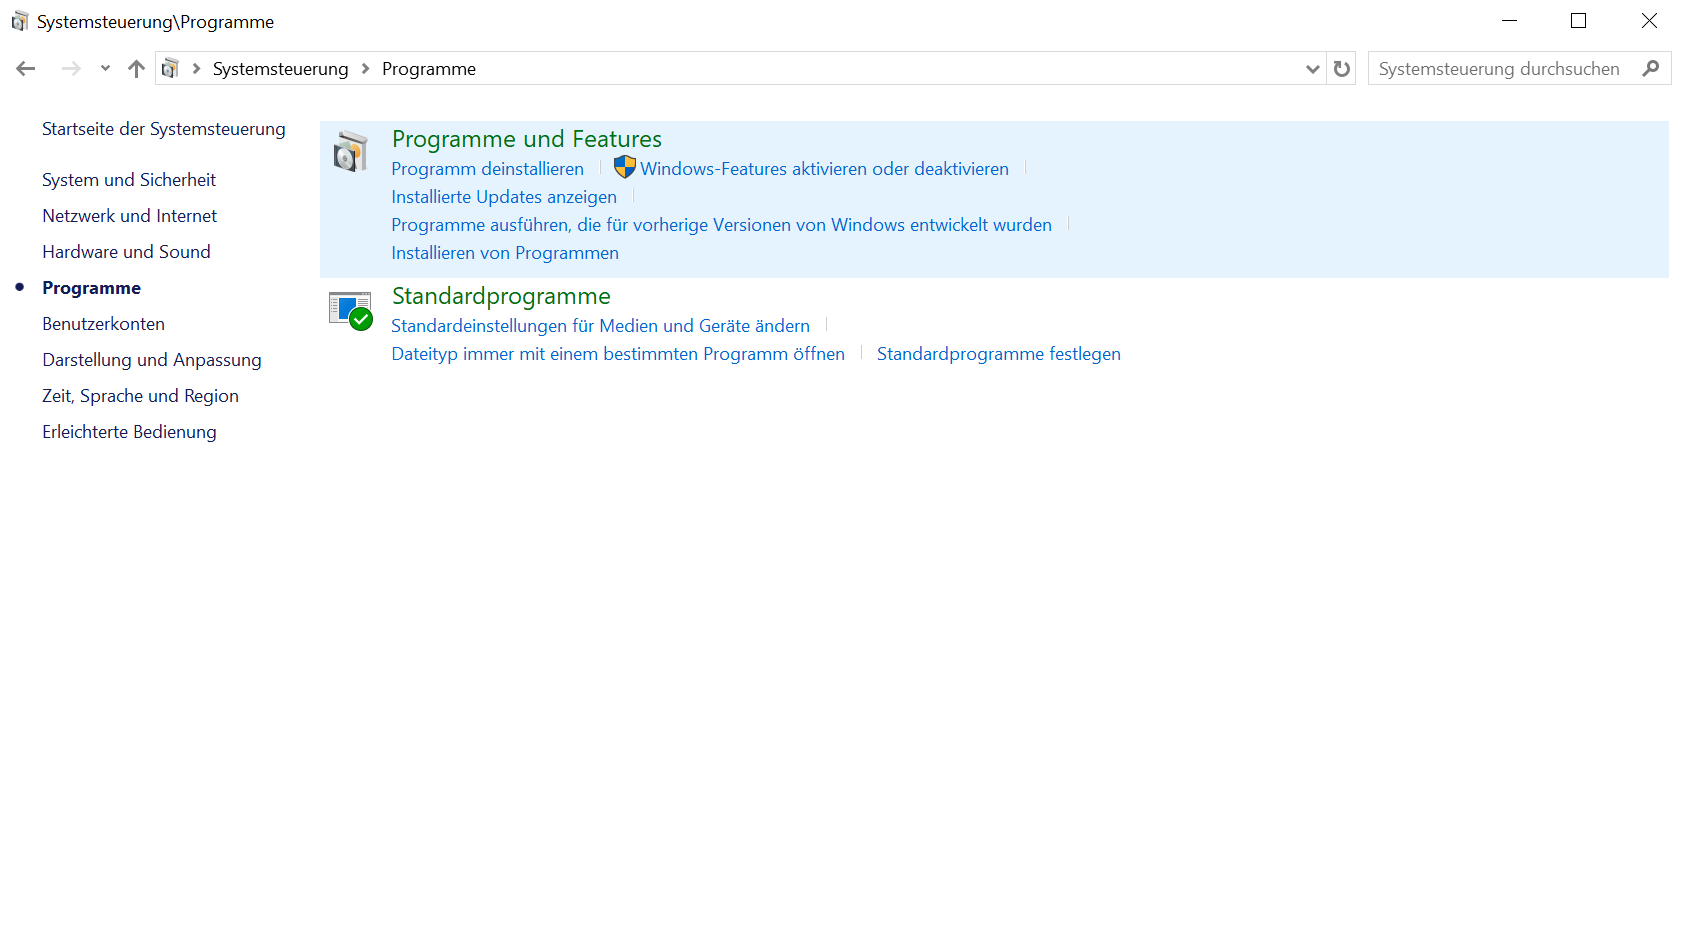 Systemsteuerung\Programme
Systemsteuerung Programme
Systemsteuerung durchsuchen
Startseite der Systemsteuerung
System und Sicherheit
Netzwerk und Internet
Hardware und Sound
Programme
Benutzerkonten
Darstellung und Anpassung
Zeit, Sprache und Region
Erleichterte Bedienung
Programme und Features
Programm deinstallieren Windows-Features aktivieren oder deaktivieren
Installierte Updates anzeigen
Programme ausführen, die für vorherige Versionen von Windows entwickelt wurden
Installieren von Programmen
Standardprogramme
Standardeinstellungen für Medien und Geräte ändern
Dateityp immer mit einem bestimmten Programm öffnen Standardprogramme festlegen